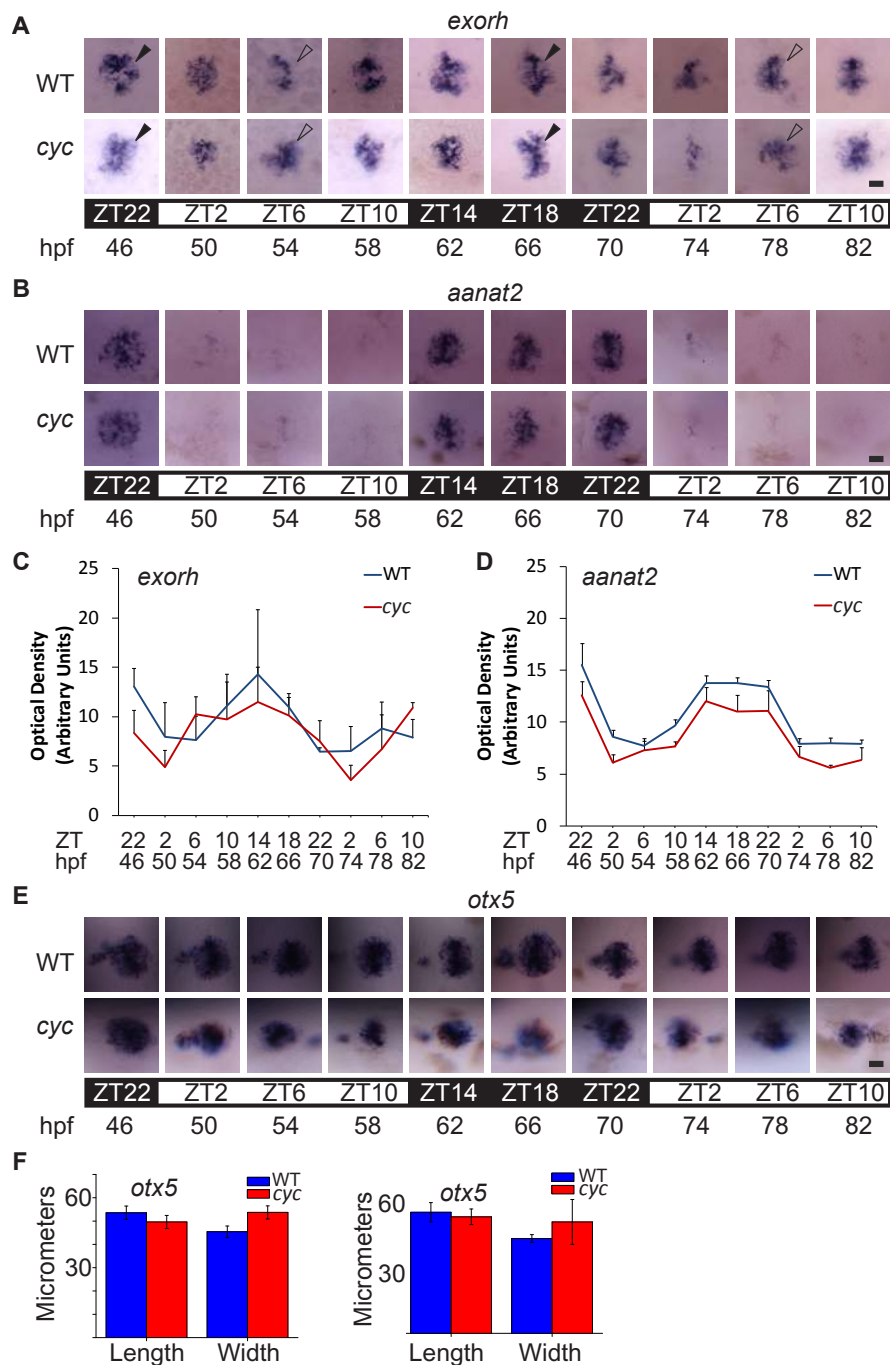 A
exorh
WT
cyc
ZT22 ZT2 ZT6 ZT10 ZT14 ZT18 ZT22 ZT2 ZT6 ZT10
hpf 46 50 54 58 62 66 70 74 78 82
B
aanat2
WT
cyc
ZT22 ZT2 ZT6 ZT10 ZT14 ZT18 ZT22 ZT2 ZT6 ZT10
hpf 46 50 54 58 62 66 70 74 78 82
C
exorh
WT
cyc
Optical Density
(Arbitrary Units)
25
20
15
10
5
0
ZT 22 2 6 10 14 18 22 2 6 10
hpf 46 50 54 58 62 66 70 74 78 82
D
aanat2
WT
cyc
Optical Density
(Arbitrary Units)
25
20
15
10
5
0
ZT 22 2 6 10 14 18 22 2 6 10
hpf 46 50 54 58 62 66 70 74 78 82
E
otx5
WT
cyc
ZT22 ZT2 ZT6 ZT10 ZT14 ZT18 ZT22 ZT2 ZT6 ZT10
hpf 46 50 54 58 62 66 70 74 78 82
F
otx5
WT
cyc
Micrometers
60
30
Length Width
otx5
WT
cyc
Micrometers
60
30
Length Width